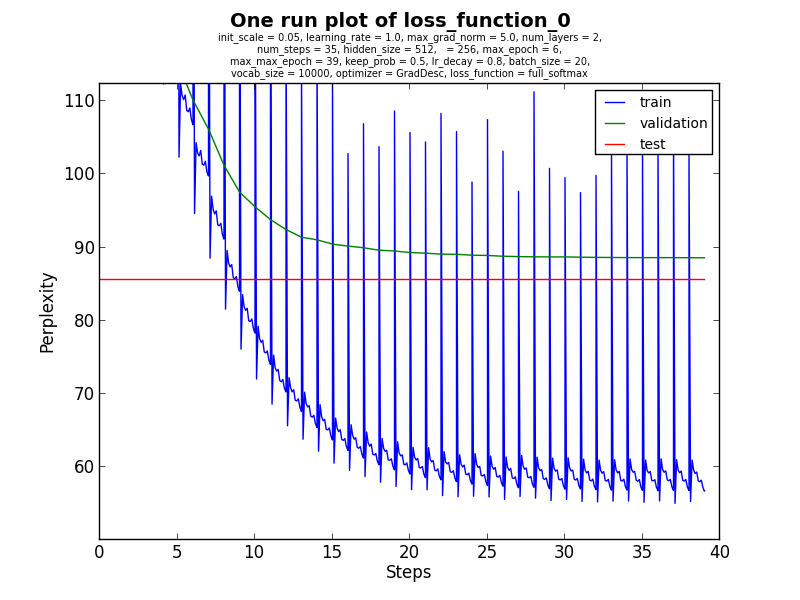 One run plot of loss_function_0
init_scale = 0.05, learning_rate = 1.0, max_grad_norm = 5.0, num_layers = 2,
num_steps = 35, hidden_size = 512,   = 256, max_epoch = 6,
max_max_epoch = 39, keep_prob = 0.5, lr_decay = 0.8, batch_size = 20,
vocab_size = 10000, optimizer = GradDesc, loss_function = full_softmax
110
100
90
80
70
60
Perplexity
train
validation
test
0 5 10 15 20 25 30 35 40
Steps